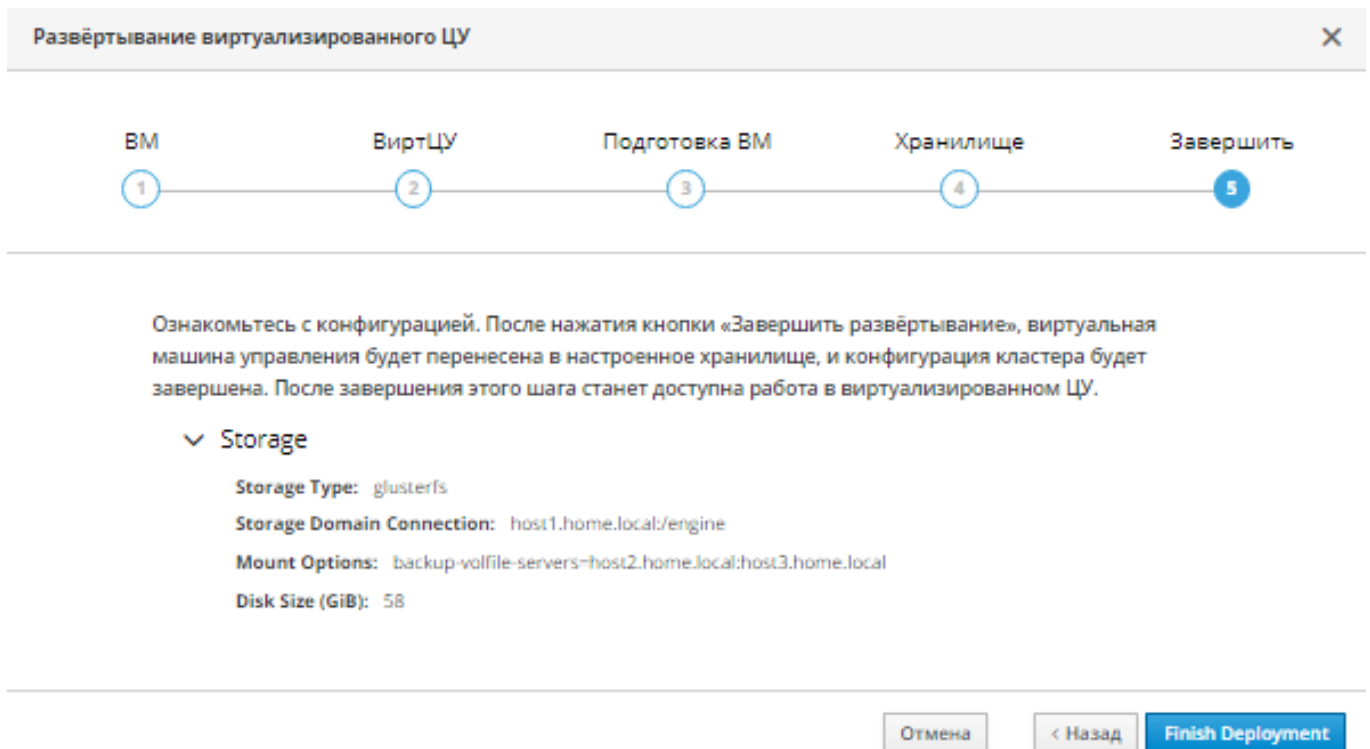 Развёртывание виртуализированного ЦУ ×
ВМ ВиртЦУ Подготовка ВМ Хранилище Завершить
1 2 3 4 5
Ознакомьтесь с конфигурацией. После нажатия кнопки «Завершить развёртывание», виртуальная
машина управления будет перенесена в настроенное хранилище, и конфигурация кластера будет
завершена. После завершения этого шага станет доступна работа в виртуализированном ЦУ.
Storage
Storage Type: glusterfs
Storage Domain Connection: host1.home.local:/engine
Mount Options: backup-volfile-servers=host2.home.local:host3.home.local
Disk Size (GiB): 58
Отмена < Назад Finish Deployment